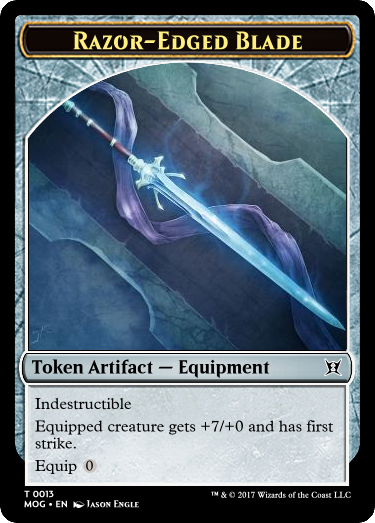 RAZOR-EDGED BLADE
Token Artifact — Equipment
Indestructible
Equipped creature gets +7/+0 and has first
strike.
Equip 0
T 0013
MOG • EN JASON ENGLE
™ & © 2017 Wizards of the Coast LLC